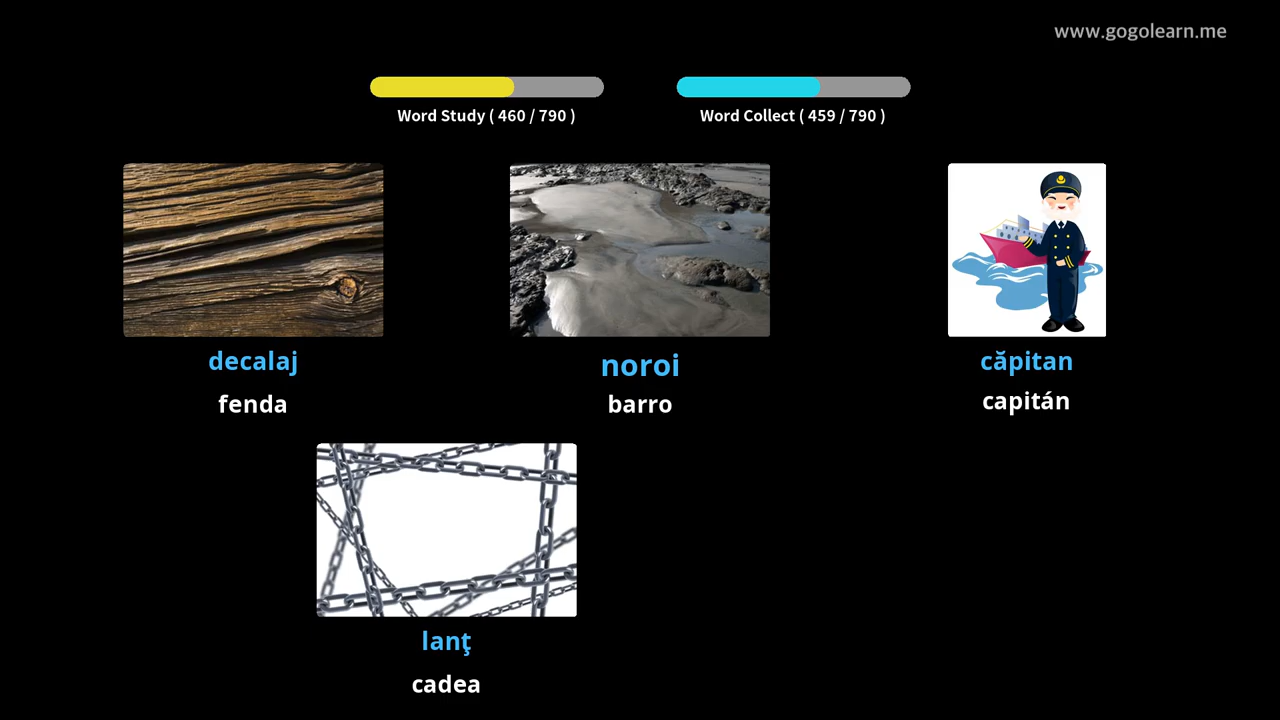 www.gogolearn.me
Word Study ( 460 / 790 )
Word Collect ( 459 / 790 )
decalaj
noroi
căpitan
fenda
barro
capitán
lanţ
cadea